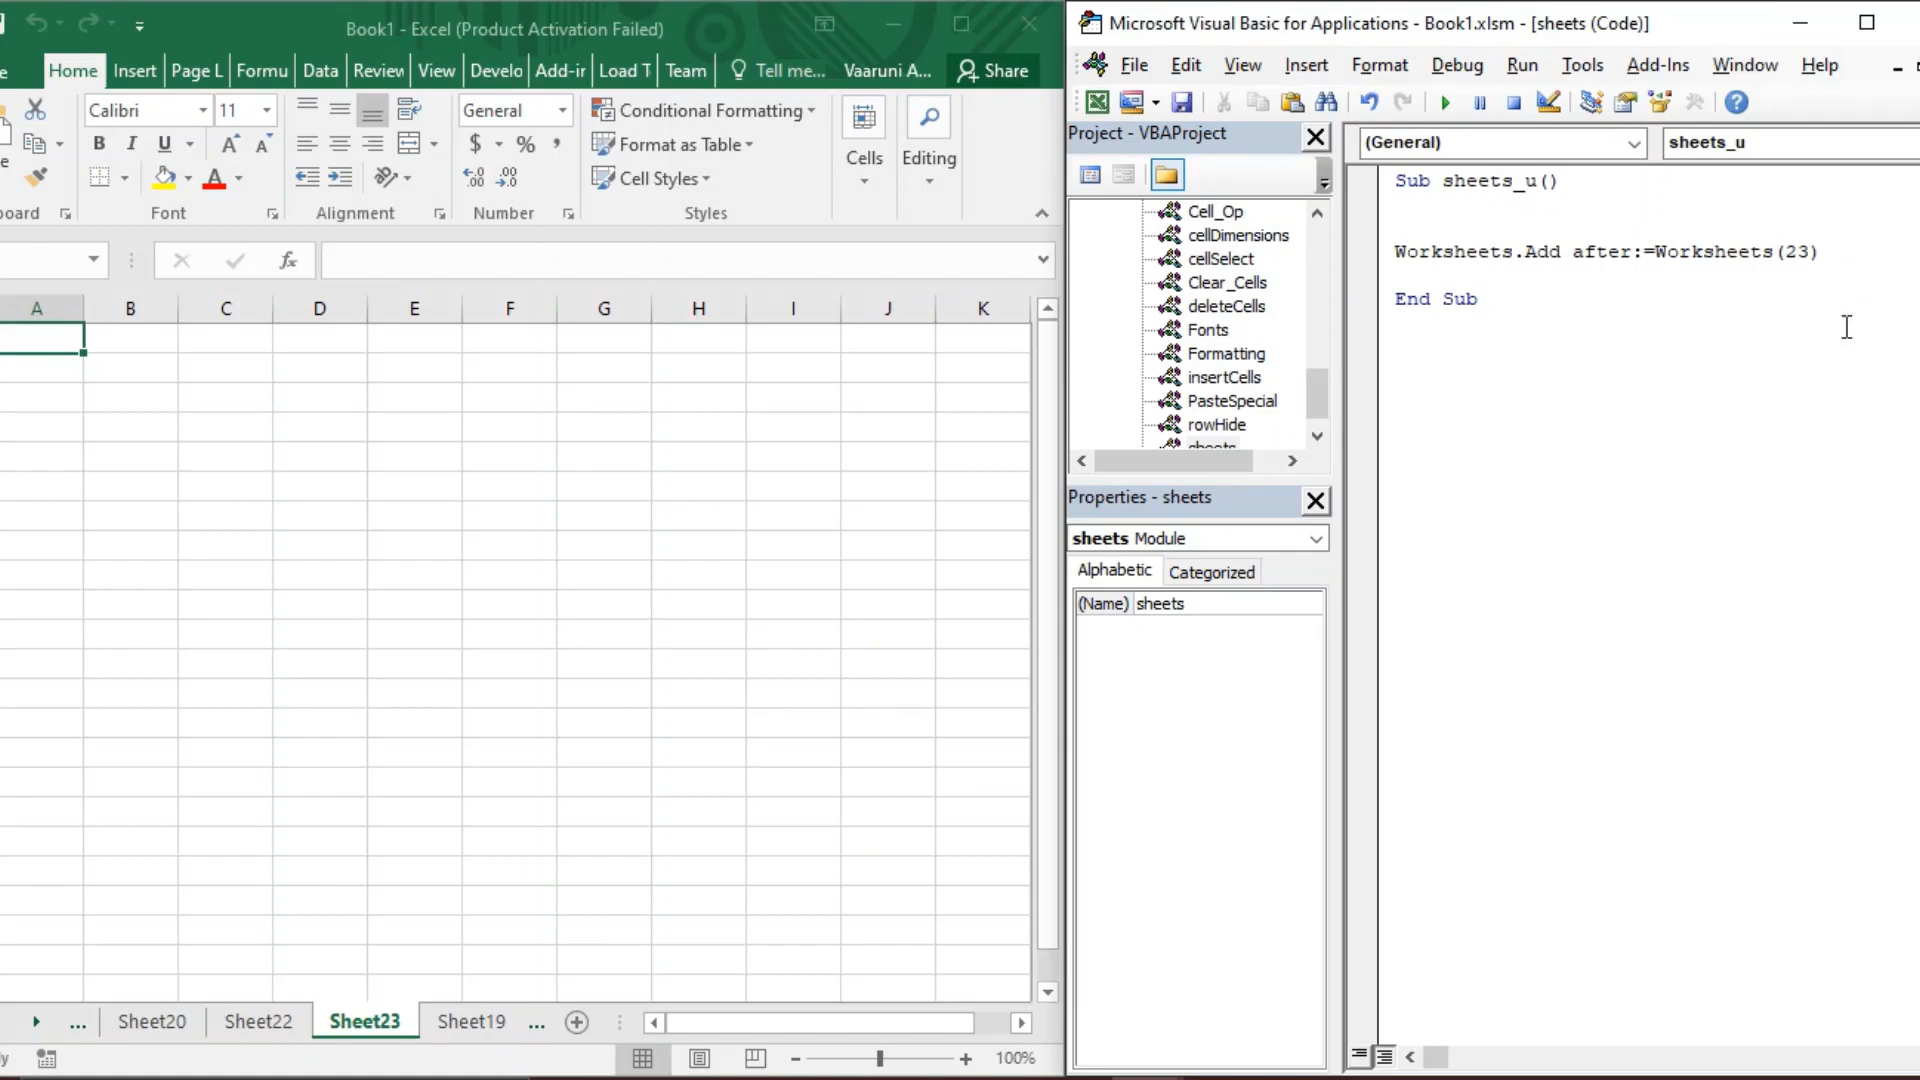 Book1 - Excel (Product Activation Failed)
Home Insert Page L Formu Data Review View Develo Add-ir Load T Team Tell me... Vaaruni A... Share
Calibri 11
General
Conditional Formatting
B I U A A
$ % ,
Format as Table
Cells Editing
Cell Styles
oard Font Alignment Number Styles
fx
A B C D E F G H I J K
... Sheet20 Sheet22 Sheet23 Sheet19 ...
100%
Microsoft Visual Basic for Applications - Book1.xlsm - [sheets (Code)]
File Edit View Insert Format Debug Run Tools Add-Ins Window Help
Project - VBAProject
Cell_Op
cellDimensions
cellSelect
Clear_Cells
deleteCells
Fonts
Formatting
insertCells
PasteSpecial
rowHide
sheets
Properties - sheets
sheets Module
Alphabetic Categorized
(Name) sheets
(General) sheets_u
Sub sheets_u()
Worksheets.Add after:=Worksheets(23)
End Sub